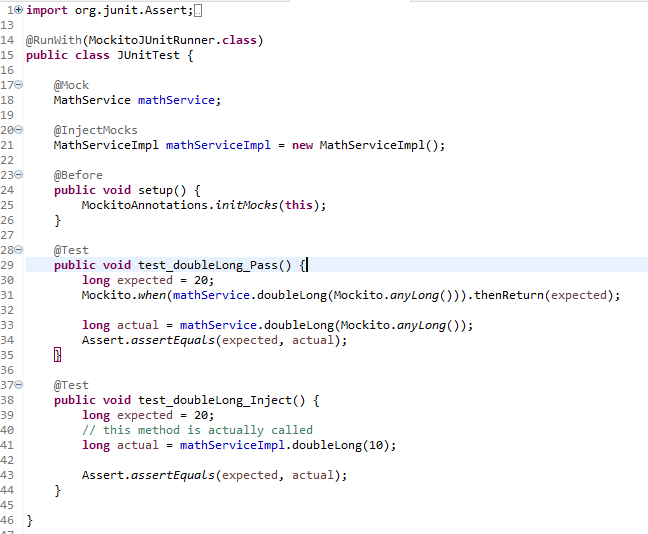 1 import org.junit.Assert;
13
14 @RunWith(MockitoJUnitRunner.class)
15 public class JUnitTest {
16
17 @Mock
18 MathService mathService;
19
20 @InjectMocks
21 MathServiceImpl mathServiceImpl = new MathServiceImpl();
22
23 @Before
24 public void setup() {
25 MockitoAnnotations.initMocks(this);
26 }
27
28 @Test
29 public void test_doubleLong_Pass() {
30 long expected = 20;
31 Mockito.when(mathService.doubleLong(Mockito.anyLong())).thenReturn(expected);
32
33 long actual = mathService.doubleLong(Mockito.anyLong());
34 Assert.assertEquals(expected, actual);
35 }
36
37 @Test
38 public void test_doubleLong_Inject() {
39 long expected = 20;
40 // this method is actually called
41 long actual = mathServiceImpl.doubleLong(10);
42
43 Assert.assertEquals(expected, actual);
44 }
45
46 }
47